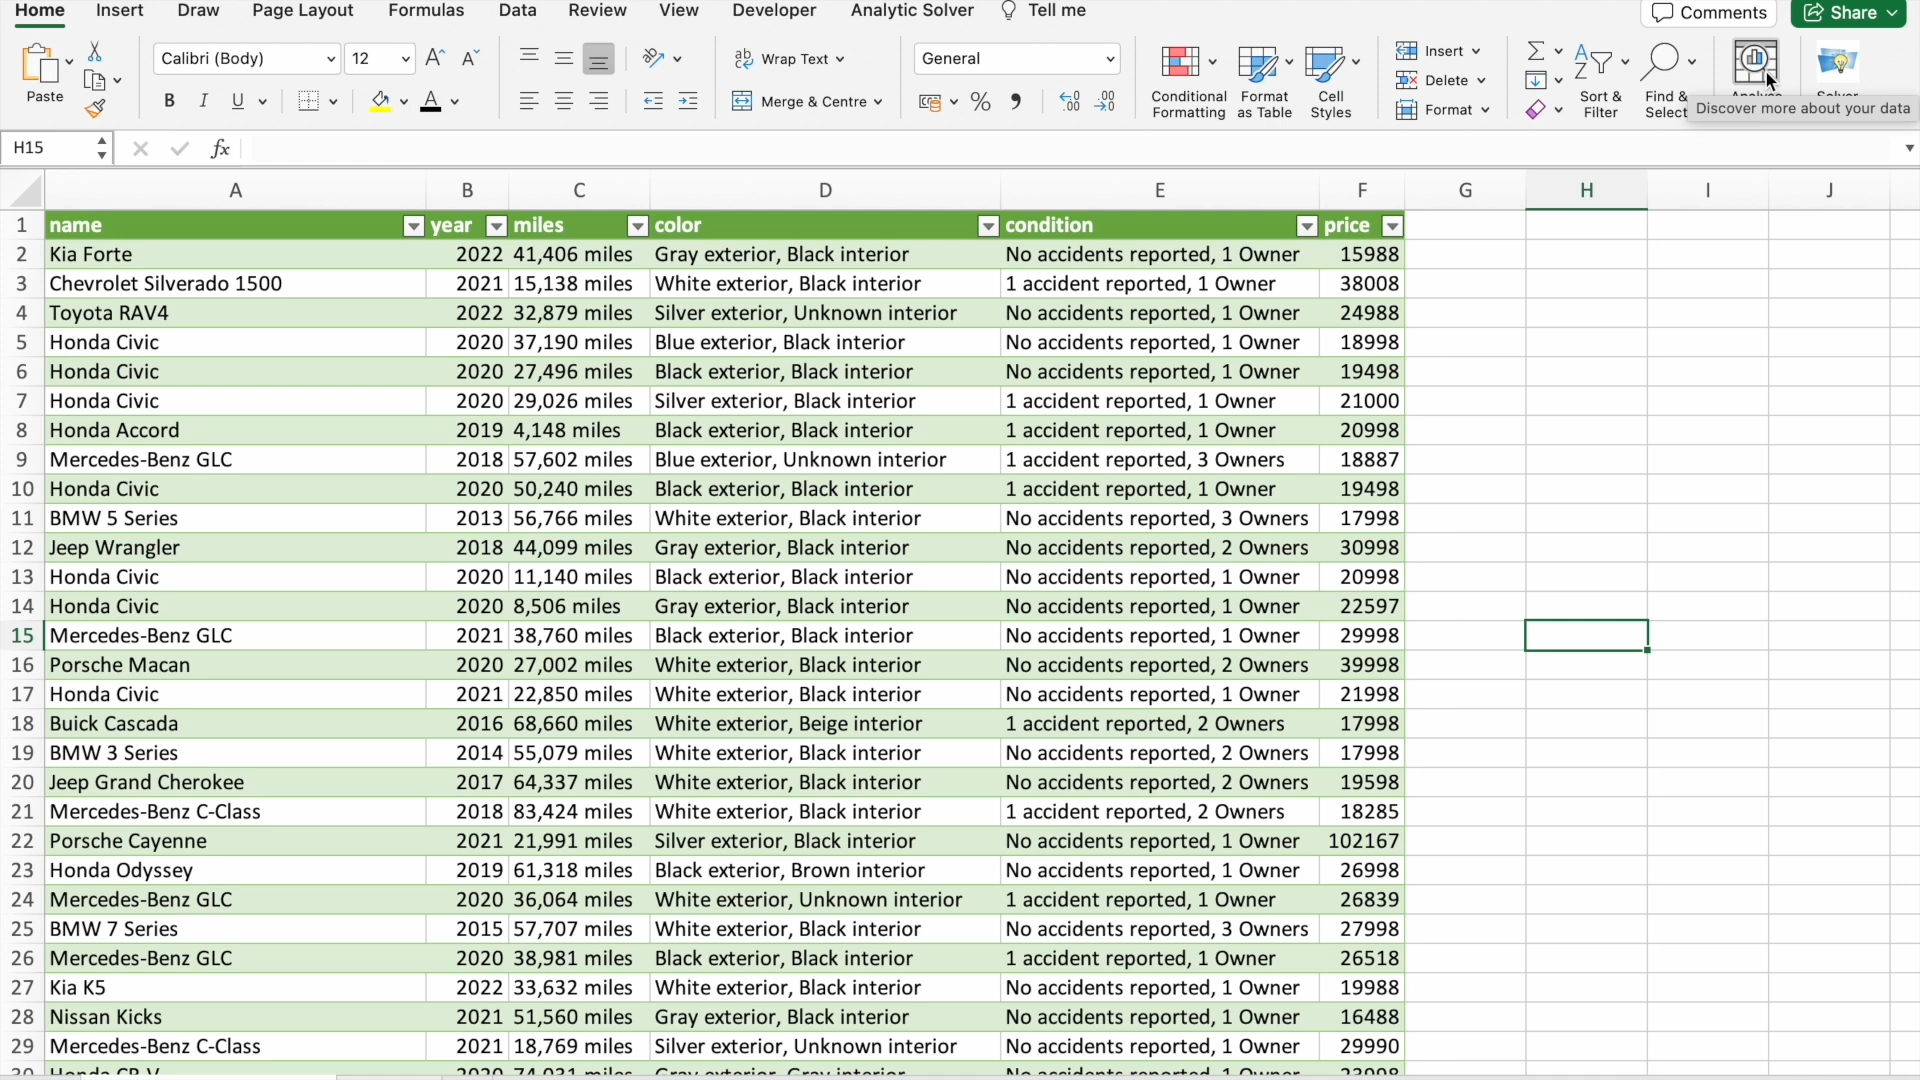 Home Insert Draw Page Layout Formulas Data Review View Developer Analytic Solver Tell me Comments Share
Paste Calibri (Body) 12 A A B I U A Wrap Text Merge & Centre General % Conditional Formatting Format as Table Cell Styles Insert Delete Format Sort & Filter Find & Select
Discover more about your data
H15 fx
A B C D E F G H I J
1 name year miles color condition price
2 Kia Forte 2022 41,406 miles Gray exterior, Black interior No accidents reported, 1 Owner 15988
3 Chevrolet Silverado 1500 2021 15,138 miles White exterior, Black interior 1 accident reported, 1 Owner 38008
4 Toyota RAV4 2022 32,879 miles Silver exterior, Unknown interior No accidents reported, 1 Owner 24988
5 Honda Civic 2020 37,190 miles Blue exterior, Black interior No accidents reported, 1 Owner 18998
6 Honda Civic 2020 27,496 miles Black exterior, Black interior No accidents reported, 1 Owner 19498
7 Honda Civic 2020 29,026 miles Silver exterior, Black interior 1 accident reported, 1 Owner 21000
8 Honda Accord 2019 4,148 miles Black exterior, Black interior 1 accident reported, 1 Owner 20998
9 Mercedes-Benz GLC 2018 57,602 miles Blue exterior, Unknown interior 1 accident reported, 3 Owners 18887
10 Honda Civic 2020 50,240 miles Black exterior, Black interior 1 accident reported, 1 Owner 19498
11 BMW 5 Series 2013 56,766 miles White exterior, Black interior No accidents reported, 3 Owners 17998
12 Jeep Wrangler 2018 44,099 miles Gray exterior, Black interior No accidents reported, 2 Owners 30998
13 Honda Civic 2020 11,140 miles Black exterior, Black interior No accidents reported, 1 Owner 20998
14 Honda Civic 2020 8,506 miles Gray exterior, Black interior No accidents reported, 1 Owner 22597
15 Mercedes-Benz GLC 2021 38,760 miles Black exterior, Black interior No accidents reported, 1 Owner 29998
16 Porsche Macan 2020 27,002 miles White exterior, Black interior No accidents reported, 2 Owners 39998
17 Honda Civic 2021 22,850 miles White exterior, Black interior No accidents reported, 1 Owner 21998
18 Buick Cascada 2016 68,660 miles White exterior, Beige interior 1 accident reported, 2 Owners 17998
19 BMW 3 Series 2014 55,079 miles White exterior, Black interior No accidents reported, 2 Owners 17998
20 Jeep Grand Cherokee 2017 64,337 miles White exterior, Black interior No accidents reported, 2 Owners 19598
21 Mercedes-Benz C-Class 2018 83,424 miles White exterior, Black interior 1 accident reported, 2 Owners 18285
22 Porsche Cayenne 2021 21,991 miles Silver exterior, Black interior No accidents reported, 1 Owner 102167
23 Honda Odyssey 2019 61,318 miles Black exterior, Brown interior No accidents reported, 1 Owner 26998
24 Mercedes-Benz GLC 2020 36,064 miles White exterior, Unknown interior 1 accident reported, 1 Owner 26839
25 BMW 7 Series 2015 57,707 miles White exterior, Black interior No accidents reported, 3 Owners 27998
26 Mercedes-Benz GLC 2020 38,981 miles Black exterior, Black interior 1 accident reported, 1 Owner 26518
27 Kia K5 2022 33,632 miles White exterior, Black interior No accidents reported, 1 Owner 19988
28 Nissan Kicks 2021 51,560 miles Gray exterior, Black interior No accidents reported, 1 Owner 16488
29 Mercedes-Benz C-Class 2021 18,769 miles Silver exterior, Unknown interior No accidents reported, 1 Owner 29990